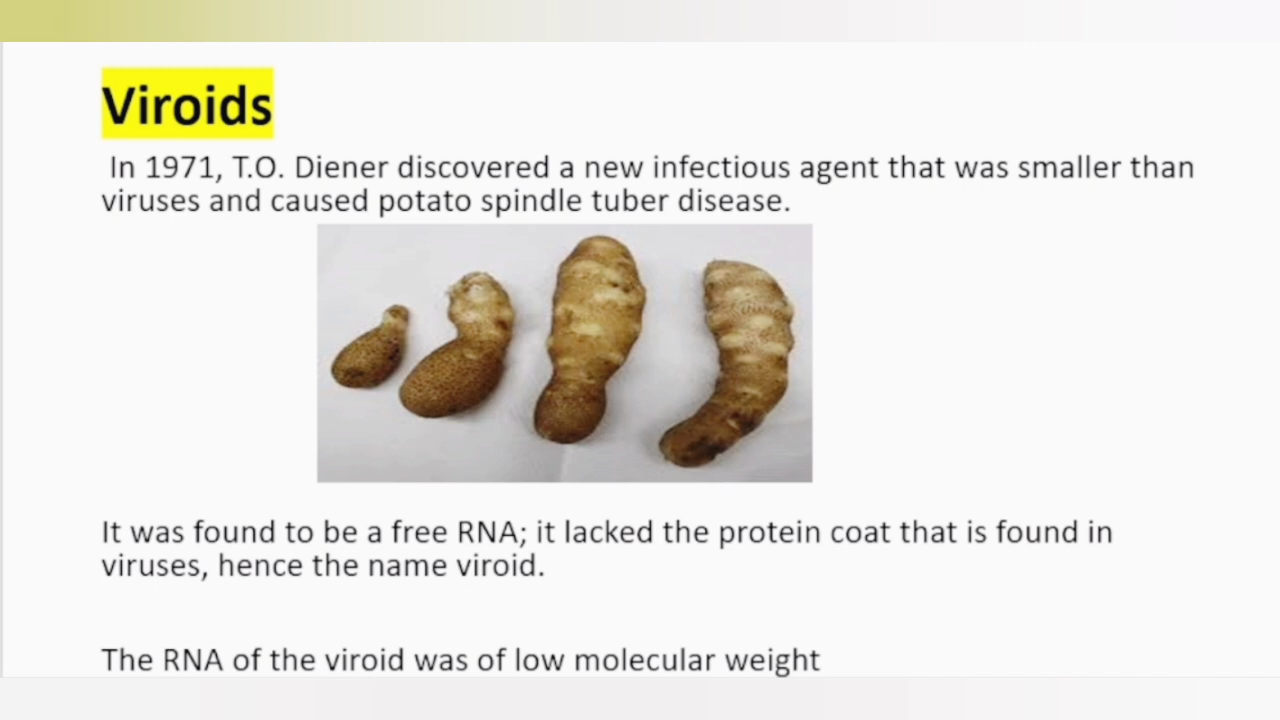 Viroids
In 1971, T.O. Diener discovered a new infectious agent that was smaller than
viruses and caused potato spindle tuber disease.
It was found to be a free RNA; it lacked the protein coat that is found in
viruses, hence the name viroid.
The RNA of the viroid was of low molecular weight